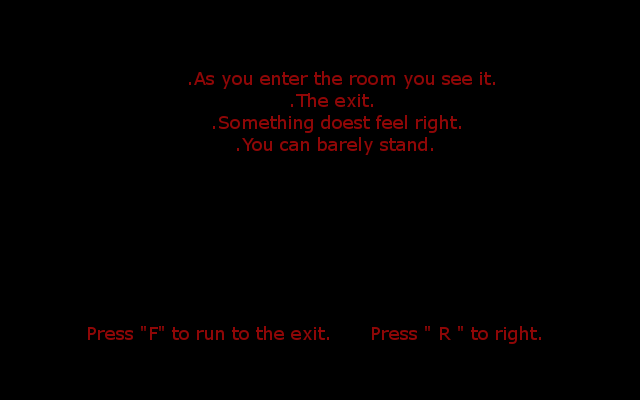 .As you enter the room you see it.
.The exit.
.Something doest feel right.
.You can barely stand.
Press "F" to run to the exit. Press " R " to right.